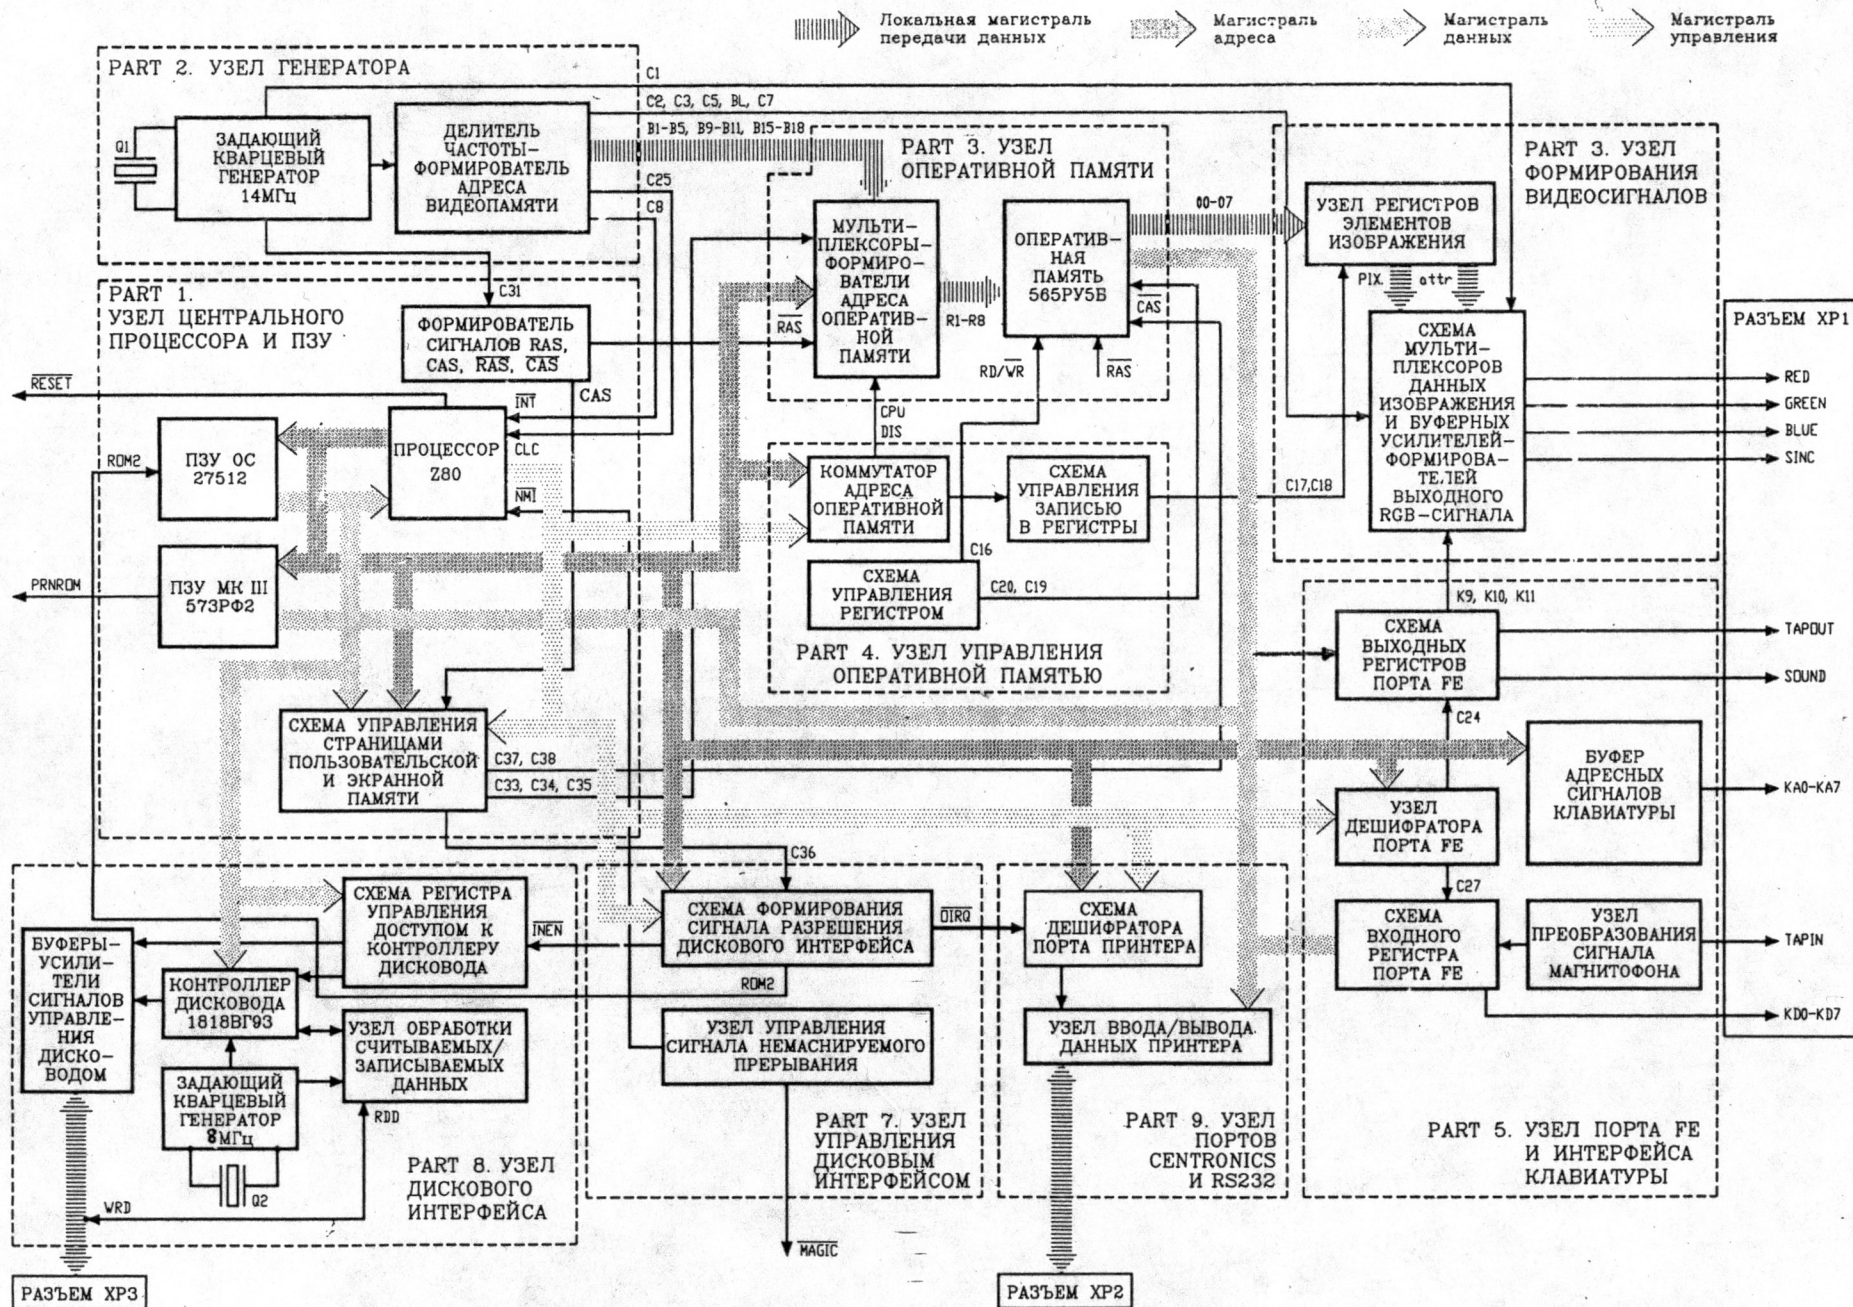 Локальная магистраль
передачи данных
Магистраль
адреса
Магистраль
данных
Магистраль
управления
PART 2. УЗЕЛ ГЕНЕРАТОРА
Q1
ЗАДАЮЩИЙ
КВАРЦЕВЫЙ
ГЕНЕРАТОР
14МГц
ДЕЛИТЕЛЬ
ЧАСТОТЫ-
ФОРМИРОВАТЕЛЬ
АДРЕСА
ВИДЕОПАМЯТИ
C1
C2, C3, C5, BL, C7
B1-B5, B9-B11, B15-B18
C25
C8
C31
PART 3. УЗЕЛ
ОПЕРАТИВНОЙ ПАМЯТИ
МУЛЬТИ-
ПЛЕКСОРЫ-
ФОРМИРО-
ВАТЕЛИ
АДРЕСА
ОПЕРАТИВ-
НОЙ
ПАМЯТИ
R1-R8
ОПЕРАТИВ-
НАЯ
ПАМЯТЬ
565РУ5В
00-07
RAS
CAS
RD/WR
RAS
CPU
DIS
PART 3. УЗЕЛ
ФОРМИРОВАНИЯ
ВИДЕОСИГНАЛОВ
УЗЕЛ РЕГИСТРОВ
ЭЛЕМЕНТОВ
ИЗОБРАЖЕНИЯ
PIX.
attr
СХЕМА
МУЛЬТИ-
ПЛЕКСОРОВ
ДАННЫХ
ИЗОБРАЖЕНИЯ
И БУФЕРНЫХ
УСИЛИТЕЛЕЙ-
ФОРМИРОВА-
ТЕЛЕЙ
ВЫХОДНОГО
RGB-СИГНАЛА
РАЗЪЕМ XP1
RED
GREEN
BLUE
SINC
TAPOUT
SOUND
KA0-KA7
TAPIN
KD0-KD7
PART 1.
УЗЕЛ ЦЕНТРАЛЬНОГО
ПРОЦЕССОРА И ПЗУ
ФОРМИРОВАТЕЛЬ
СИГНАЛОВ RAS,
CAS, RAS, CAS
CAS
RESET
ROM2
PRNROM
ПЗУ ОС
27512
ПЗУ МК III
573РФ2
ПРОЦЕССОР
Z80
INT
CLC
NMI
СХЕМА УПРАВЛЕНИЯ
СТРАНИЦАМИ
ПОЛЬЗОВАТЕЛЬСКОЙ
И ЭКРАННОЙ
ПАМЯТИ
C37, C38
C33, C34, C35
C36
КОММУТАТОР
АДРЕСА
ОПЕРАТИВНОЙ
ПАМЯТИ
СХЕМА
УПРАВЛЕНИЯ
ЗАПИСЬЮ
В РЕГИСТРЫ
C17,C18
C16
СХЕМА
УПРАВЛЕНИЯ
РЕГИСТРОМ
C20, C19
PART 4. УЗЕЛ УПРАВЛЕНИЯ
ОПЕРАТИВНОЙ ПАМЯТЬЮ
K9, K10, K11
СХЕМА
ВЫХОДНЫХ
РЕГИСТРОВ
ПОРТА FE
C24
УЗЕЛ
ДЕШИФРАТОРА
ПОРТА FE
C27
БУФЕР
АДРЕСНЫХ
СИГНАЛОВ
КЛАВИАТУРЫ
СХЕМА
ВХОДНОГО
РЕГИСТРА
ПОРТА FE
УЗЕЛ
ПРЕОБРАЗОВАНИЯ
СИГНАЛА
МАГНИТОФОНА
PART 5. УЗЕЛ ПОРТА FE
И ИНТЕРФЕЙСА
КЛАВИАТУРЫ
БУФЕРЫ-
УСИЛИ-
ТЕЛИ
СИГНАЛОВ
УПРАВЛЕ-
НИЯ
ДИСКО-
ВОДОМ
СХЕМА РЕГИСТРА
УПРАВЛЕНИЯ
ДОСТУПОМ К
КОНТРОЛЛЕРУ
ДИСКОВОДА
INEN
КОНТРОЛЛЕР
ДИСКОВОДА
1818ВГ93
УЗЕЛ ОБРАБОТКИ
СЧИТЫВАЕМЫХ/
ЗАПИСЫВАЕМЫХ
ДАННЫХ
ЗАДАЮЩИЙ
КВАРЦЕВЫЙ
ГЕНЕРАТОР
8МГц
RDD
Q2
WRD
PART 8. УЗЕЛ
ДИСКОВОГО
ИНТЕРФЕЙСА
СХЕМА ФОРМИРОВАНИЯ
СИГНАЛА РАЗРЕШЕНИЯ
ДИСКОВОГО ИНТЕРФЕЙСА
ROM2
DIRQ
УЗЕЛ УПРАВЛЕНИЯ
СИГНАЛА НЕМАСНИРУЕМОГО
ПРЕРЫВАНИЯ
PART 7. УЗЕЛ
УПРАВЛЕНИЯ
ДИСКОВЫМ
ИНТЕРФЕЙСОМ
MAGIC
СХЕМА
ДЕШИФРАТОРА
ПОРТА ПРИНТЕРА
УЗЕЛ ВВОДА/ВЫВОДА
ДАННЫХ ПРИНТЕРА
PART 9. УЗЕЛ
ПОРТОВ
CENTRONICS
И RS232
РАЗЪЕМ XP3
РАЗЪЕМ XP2